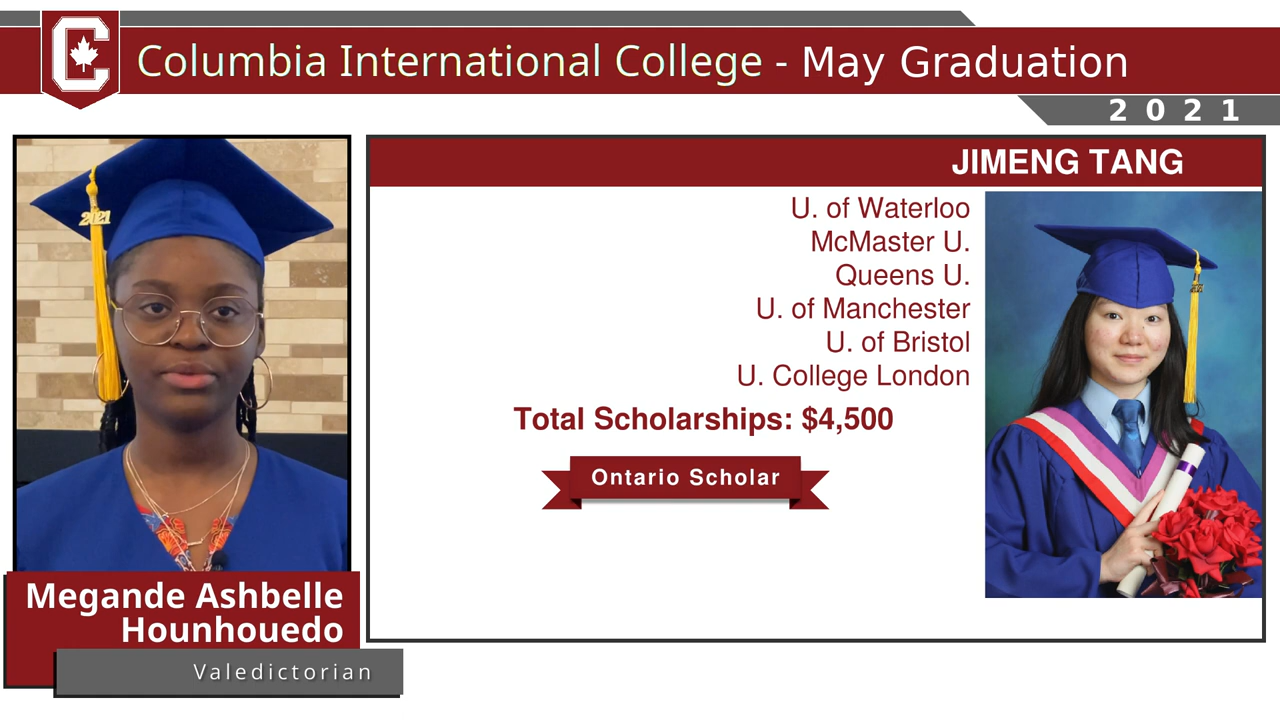 Columbia International College - May Graduation
2021
JIMENG TANG
U. of Waterloo
McMaster U.
Queens U.
U. of Manchester
U. of Bristol
U. College London
Total Scholarships: $4,500
Ontario Scholar
Megande Ashbelle
Hounhouedo
Valedictorian
2021